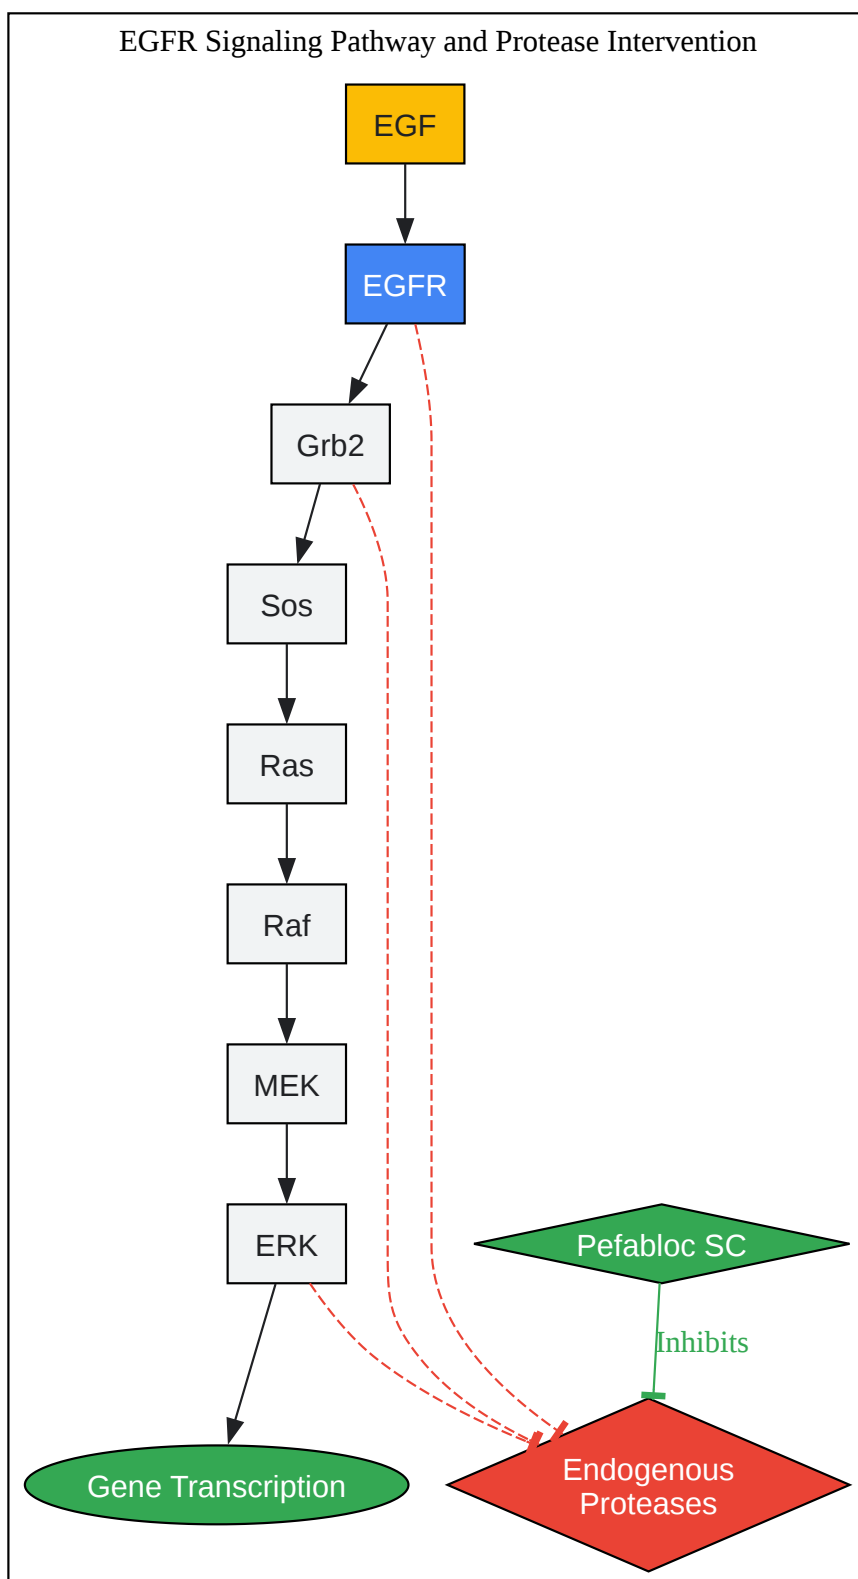 EGFR Signaling Pathway and Protease Intervention
EGF
EGFR
Grb2
Sos
Ras
Raf
MEK
ERK
Pefabloc SC
Inhibits
Gene Transcription
Endogenous
Proteases